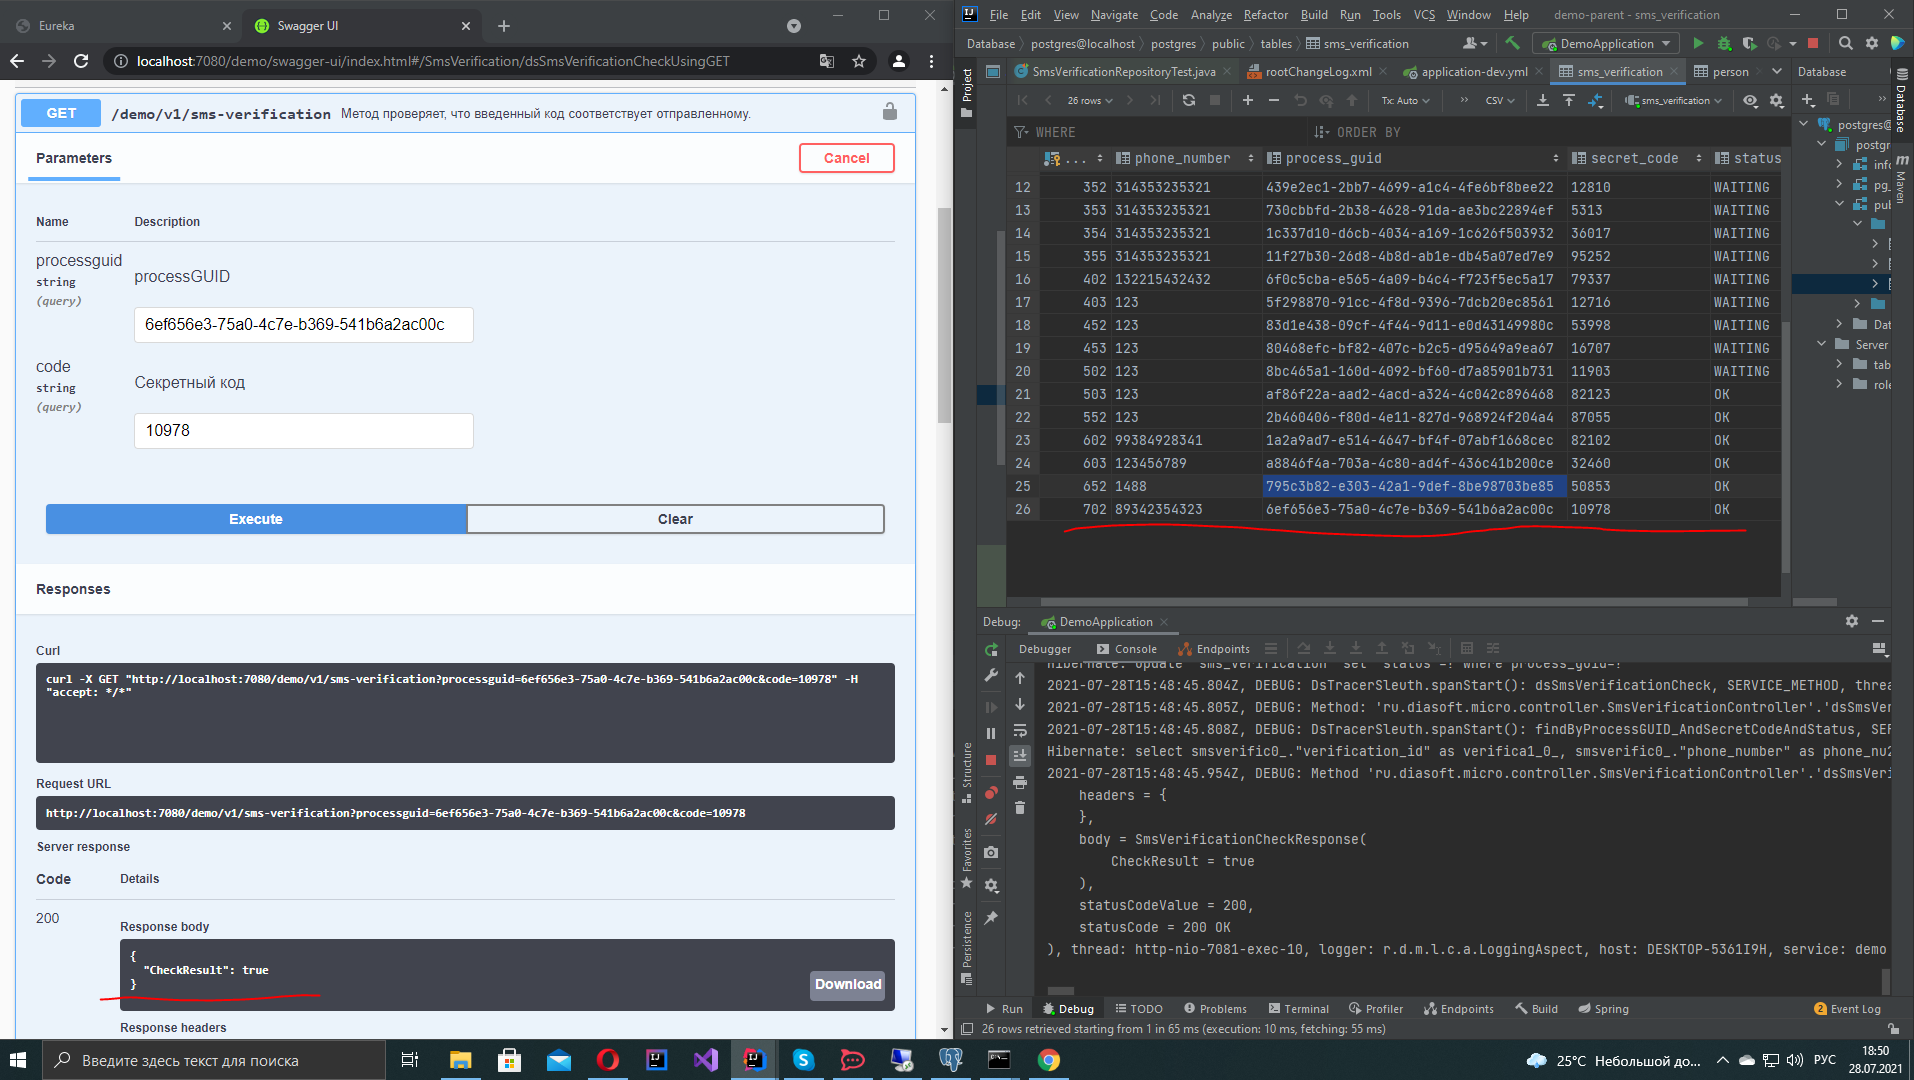 Eureka
Swagger UI
localhost:7080/demo/swagger-ui/index.html#/SmsVerification/dsSmsVerificationCheckUsingGET
GET /demo/v1/sms-verification Метод проверяет, что введенный код соответствует отправленному.
Parameters
Cancel
Name Description
processguid
string
(query)
processGUID
6ef656e3-75a0-4c7e-b369-541b6a2ac00c
code
string
(query)
Секретный код
10978
Execute
Clear
Responses
Curl
curl -X GET "http://localhost:7080/demo/v1/sms-verification?processguid=6ef656e3-75a0-4c7e-b369-541b6a2ac00c&code=10978" -H
"accept: */*"
Request URL
http://localhost:7080/demo/v1/sms-verification?processguid=6ef656e3-75a0-4c7e-b369-541b6a2ac00c&code=10978
Server response
Code Details
200
Response body
{
"CheckResult": true
}
Download
Response headers
File Edit View Navigate Code Analyze Refactor Build Run Tools VCS Window Help demo-parent - sms_verification
Database postgres@localhost postgres public tables sms_verification
DemoApplication
Project
SmsVerificationRepositoryTest.java rootChangeLog.xml application-dev.yml sms_verification person
Database
26 rows Tx: Auto CSV sms_verification
WHERE ORDER BY
... phone_number process_guid secret_code status
12 352 314353235321 439e2ec1-2bb7-4699-a1c4-4fe6bf8bee22 12810 WAITING
13 353 314353235321 730cbbfd-2b38-4628-91da-ae3bc22894ef 5313 WAITING
14 354 314353235321 1c337d10-d6cb-4034-a169-1c626f503932 36017 WAITING
15 355 314353235321 11f27b30-26d8-4b8d-ab1e-db45a07ed7e9 95252 WAITING
16 402 132215432432 6f0c5cba-e565-4a09-b4c4-f723f5ec5a17 79337 WAITING
17 403 123 5f298870-91cc-4f8d-9396-7dcb20ec8561 12716 WAITING
18 452 123 83d1e438-09cf-4f44-9d11-e0d43149980c 53998 WAITING
19 453 123 80468efc-bf82-407c-b2c5-d95649a9ea67 16707 WAITING
20 502 123 8bc465a1-160d-4092-bf60-d7a85901b731 11903 WAITING
21 503 123 af86f22a-aad2-4acd-a324-4c042c896468 82123 OK
22 552 123 2b460406-f80d-4e11-827d-968924f204a4 87055 OK
23 602 99384928341 1a2a9ad7-e514-4647-bf4f-07abf1668cec 82102 OK
24 603 123456789 a8846f4a-703a-4c80-ad4f-436c41b200ce 32460 OK
25 652 1488 795c3b82-e303-42a1-9def-8be98703be85 50853 OK
26 702 89342354323 6ef656e3-75a0-4c7e-b369-541b6a2ac00c 10978 OK
postgres@
postgr
info
pg_
pub
Dat
Server
tab
role
Database
Maven
Debug: DemoApplication
Debugger Console Endpoints
Hibernate: update "sms_verification" set "status"=? where process_guid=?
2021-07-28T15:48:45.804Z, DEBUG: DsTracerSleuth.spanStart(): dsSmsVerificationCheck, SERVICE_METHOD, threa
2021-07-28T15:48:45.805Z, DEBUG: Method: 'ru.diasoft.micro.controller.SmsVerificationController'.'dsSmsVer
2021-07-28T15:48:45.808Z, DEBUG: DsTracerSleuth.spanStart(): findByProcessGUID_AndSecretCodeAndStatus, SER
Hibernate: select smsverific0_."verification_id" as verifica1_0_, smsverific0_."phone_number" as phone_nu2
2021-07-28T15:48:45.954Z, DEBUG: Method 'ru.diasoft.micro.controller.SmsVerificationController'.'dsSmsVeri
headers = {
},
body = SmsVerificationCheckResponse(
CheckResult = true
),
statusCodeValue = 200,
statusCode = 200 OK
), thread: http-nio-7081-exec-10, logger: r.d.m.l.c.a.LoggingAspect, host: DESKTOP-5361I9H, service: demo
Structure
Favorites
Persistence
Run Debug TODO Problems Terminal Profiler Endpoints Build Spring 2 Event Log
26 rows retrieved starting from 1 in 65 ms (execution: 10 ms, fetching: 55 ms)
Введите здесь текст для поиска
25°C Небольшой до...
РУС
18:50
28.07.2021